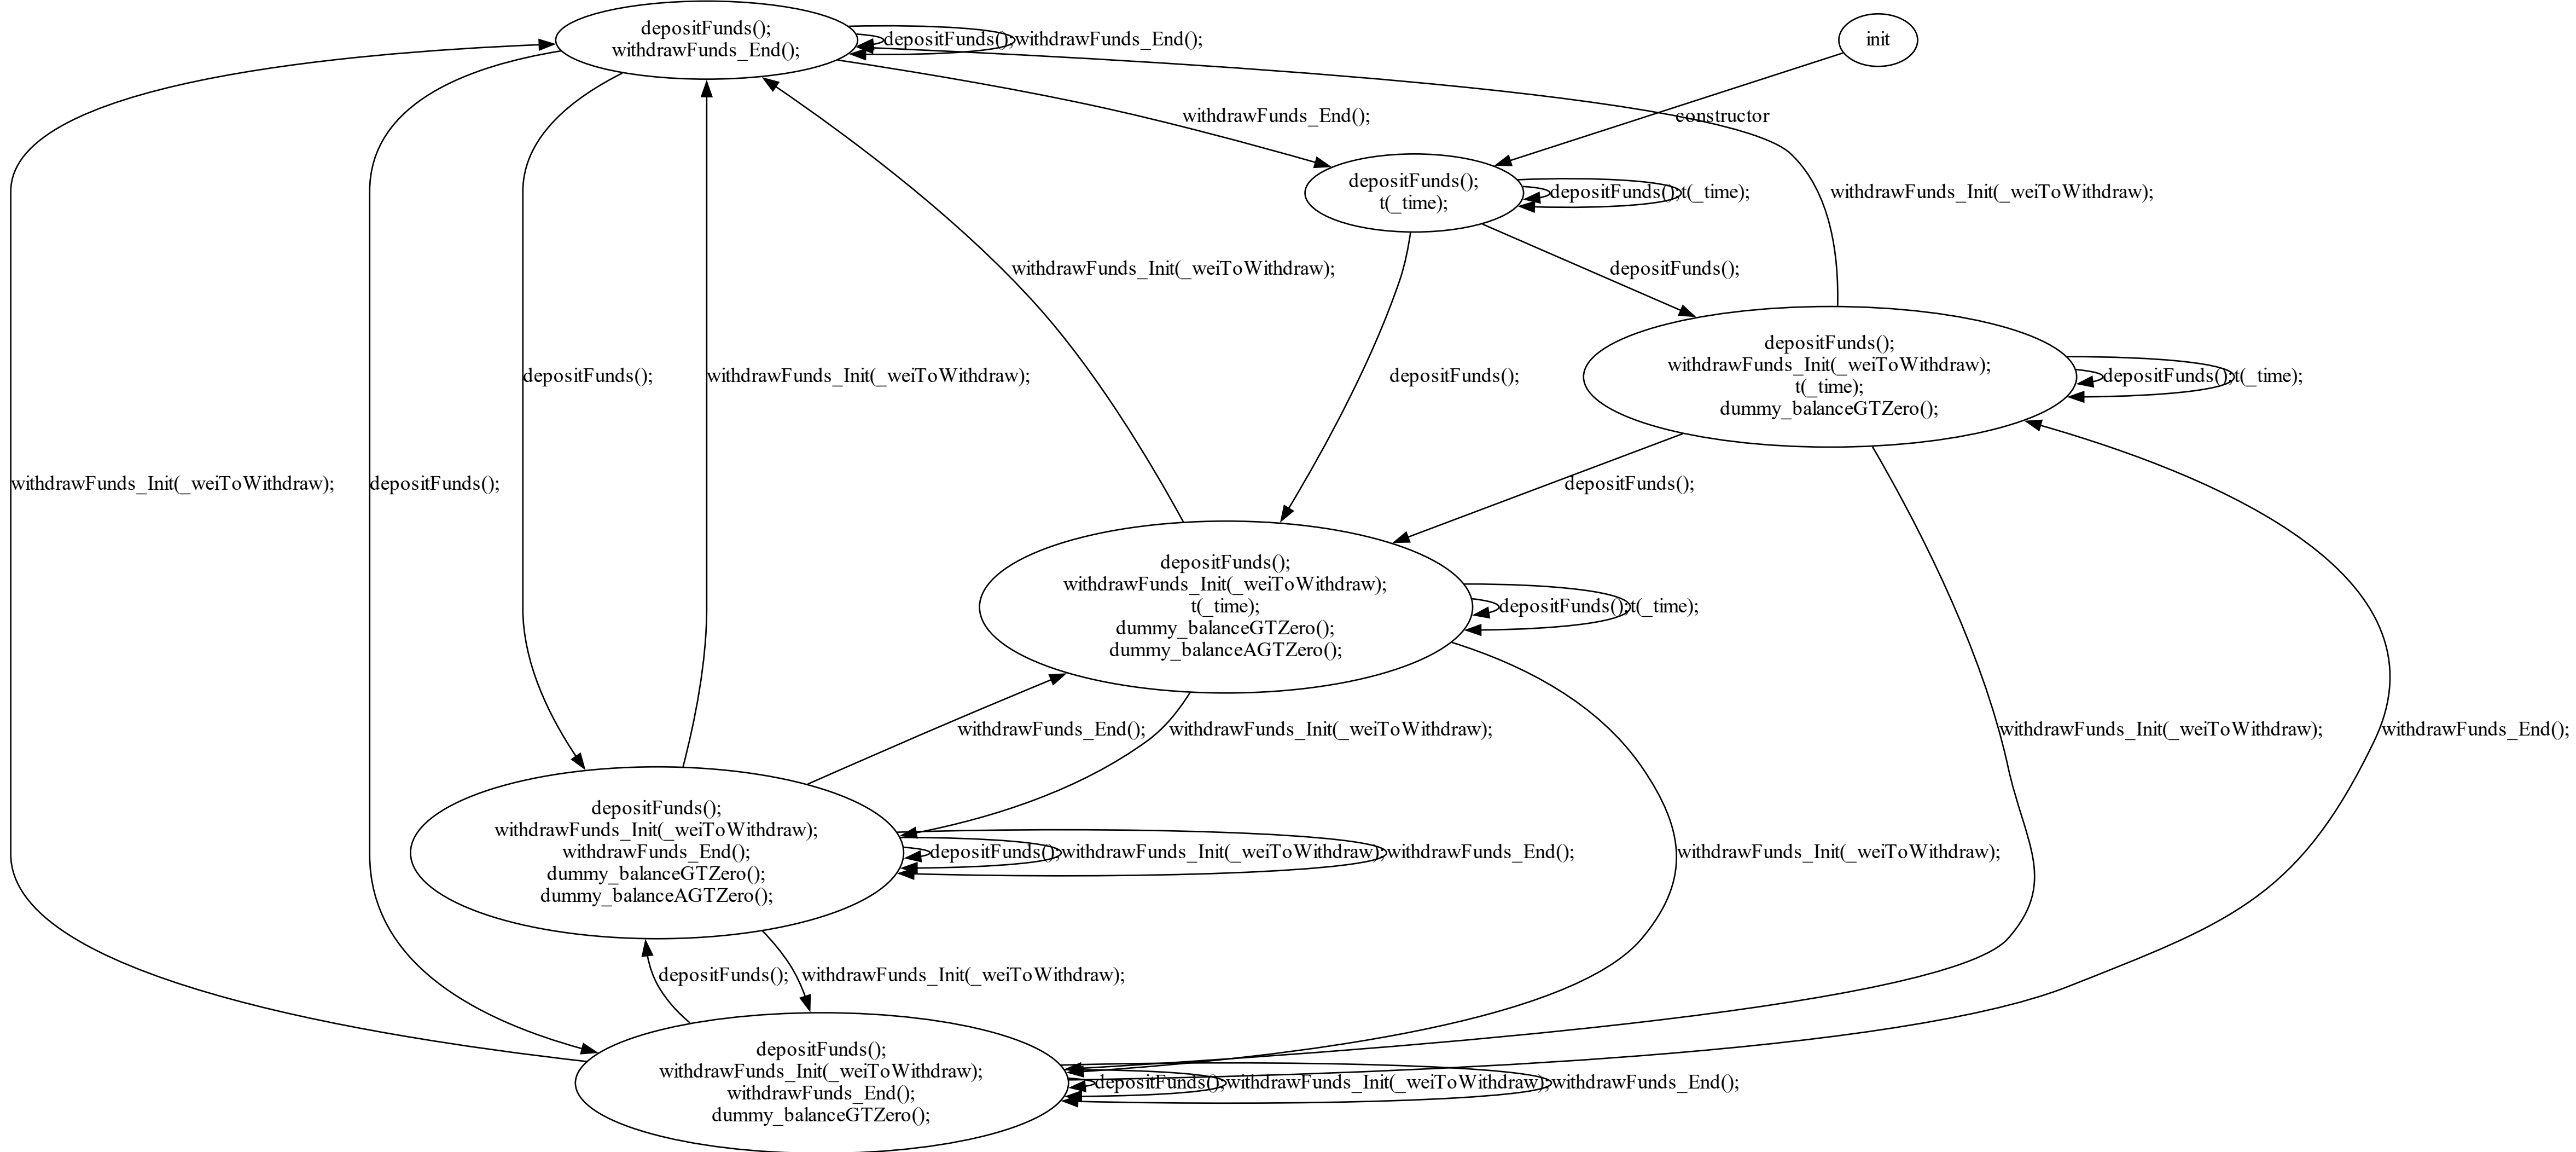 depositFunds();
withdrawFunds_End();
depositFunds();
withdrawFunds_End();
init
withdrawFunds_End();
constructor
depositFunds();
t(_time);
depositFunds();
t(_time);
withdrawFunds_Init(_weiToWithdraw);
withdrawFunds_Init(_weiToWithdraw);
depositFunds();
depositFunds();
withdrawFunds_Init(_weiToWithdraw);
depositFunds();
depositFunds();
withdrawFunds_Init(_weiToWithdraw);
t(_time);
dummy_balanceGTZero();
depositFunds();
t(_time);
withdrawFunds_Init(_weiToWithdraw);
depositFunds();
depositFunds();
depositFunds();
withdrawFunds_Init(_weiToWithdraw);
t(_time);
dummy_balanceGTZero();
dummy_balanceAGTZero();
depositFunds();
t(_time);
withdrawFunds_End();
withdrawFunds_Init(_weiToWithdraw);
withdrawFunds_Init(_weiToWithdraw);
withdrawFunds_End();
depositFunds();
withdrawFunds_Init(_weiToWithdraw);
withdrawFunds_End();
dummy_balanceGTZero();
dummy_balanceAGTZero();
depositFunds();
withdrawFunds_Init(_weiToWithdraw);
withdrawFunds_End();
withdrawFunds_Init(_weiToWithdraw);
depositFunds();
withdrawFunds_Init(_weiToWithdraw);
depositFunds();
withdrawFunds_Init(_weiToWithdraw);
withdrawFunds_End();
dummy_balanceGTZero();
depositFunds();
withdrawFunds_Init(_weiToWithdraw);
withdrawFunds_End();